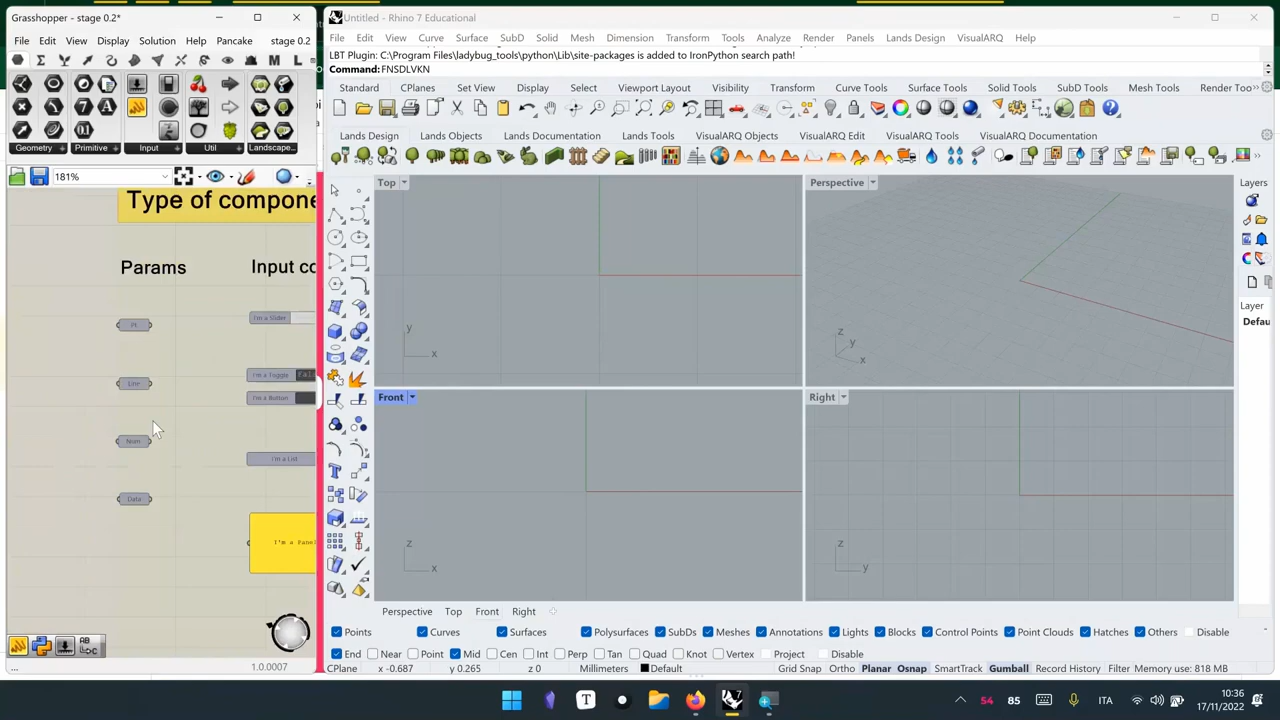 Grasshopper - stage 0.2*
File Edit View Display Solution Help Pancake stage 0.2
Geometry Primitive Input Util Landscape...
181%
Type of compone
Params
Input co
Pt
Line
Num
Data
I'm a Slider
I'm a Toggle
I'm a Button
i'm a List
I'm a Panel
...
1.0.0007
Untitled - Rhino 7 Educational
File Edit View Curve Surface SubD Solid Mesh Dimension Transform Tools Analyze Render Panels Lands Design VisualARQ Help
LBT Plugin: C:\Program Files\ladybug_tools\python\Lib\site-packages is added to IronPython search path!
Command: FNSDLVKN
Standard CPlanes Set View Display Select Viewport Layout Visibility Transform Curve Tools Surface Tools Solid Tools SubD Tools Mesh Tools Render Too
Lands Design Lands Objects Lands Documentation Lands Tools VisualARQ Objects VisualARQ Edit VisualARQ Tools VisualARQ Documentation
Top
Perspective
y
x
z
y
x
Front
Right
z
x
z
y
Layers
Layer
Defau
Perspective Top Front Right
Points Curves Surfaces Polysurfaces SubDs Meshes Annotations Lights Blocks Control Points Point Clouds Hatches Others Disable
End Near Point Mid Cen Int Perp Tan Quad Knot Vertex Project Disable
CPlane x -0.687 y 0.265 z 0 Millimeters Default Grid Snap Ortho Planar Osnap SmartTrack Gumball Record History Filter Memory use: 818 MB
54 85 ITA
10:36
17/11/2022